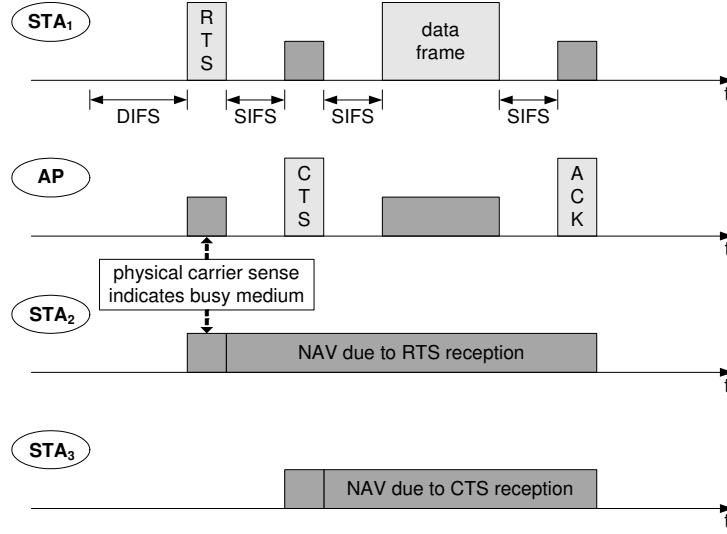 STA₁
R
T
S
data
frame
t
DIFS
SIFS
SIFS
SIFS
AP
C
T
S
A
C
K
t
physical carrier sense
indicates busy medium
STA₂
NAV due to RTS reception
t
STA₃
NAV due to CTS reception
t